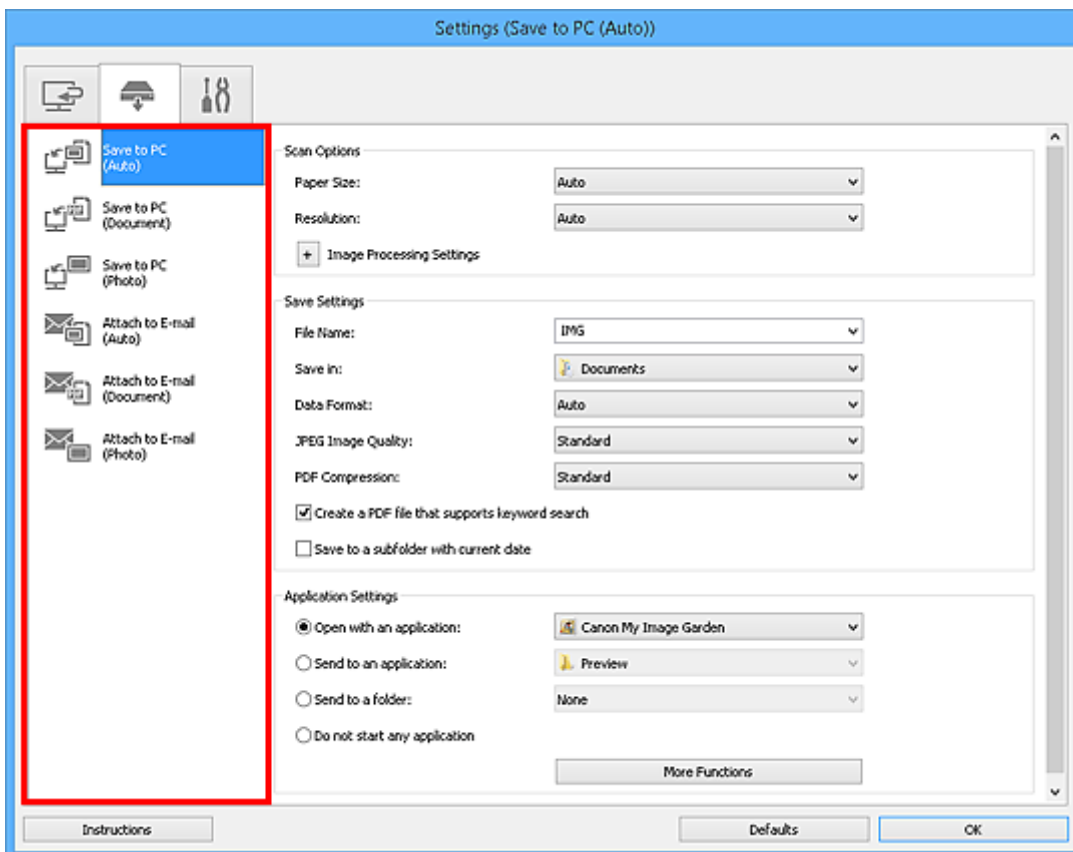 Settings (Save to PC (Auto))
Save to PC
(Auto)
Save to PC
(Document)
Save to PC
(Photo)
Attach to E-mail
(Auto)
Attach to E-mail
(Document)
Attach to E-mail
(Photo)
Scan Options
Paper Size: Auto
Resolution: Auto
+ Image Processing Settings
Save Settings
File Name: IMG
Save in: Documents
Data Format: Auto
JPEG Image Quality: Standard
PDF Compression: Standard
Create a PDF file that supports keyword search
Save to a subfolder with current date
Application Settings
Open with an application: Canon My Image Garden
Send to an application: Preview
Send to a folder: None
Do not start any application
More Functions
Instructions Defaults OK